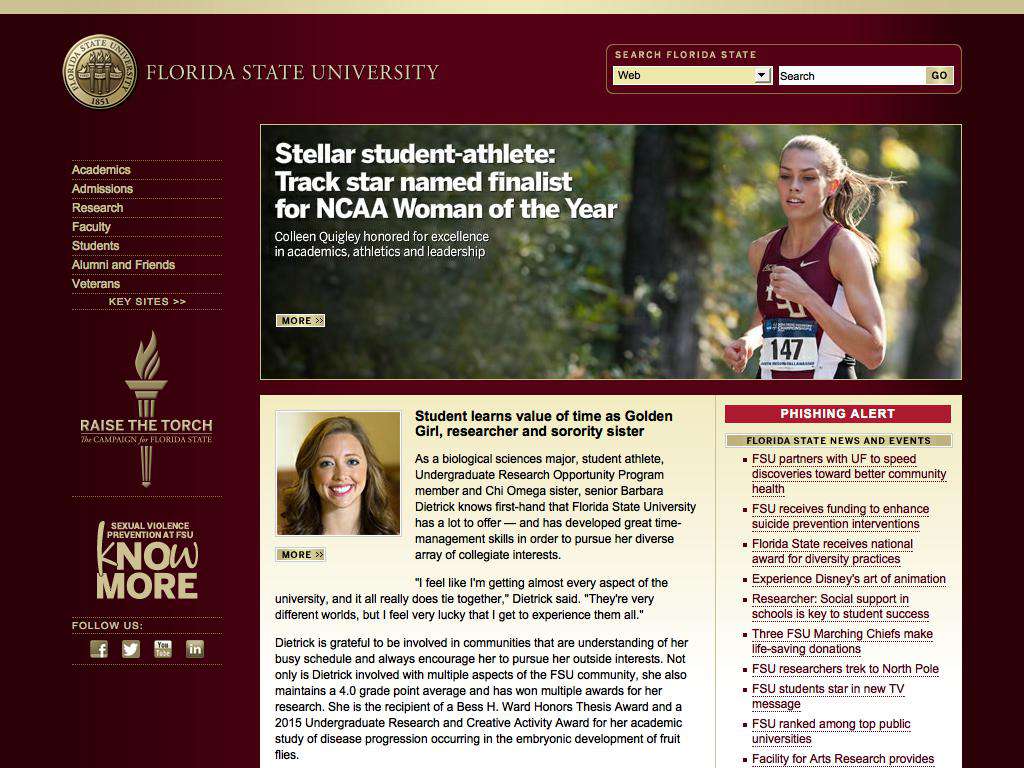 FLORIDA STATE UNIVERSITY
FLORIDA STATE UNIVERSITY
1851
SEARCH FLORIDA STATE
Web
Search
GO
Academics
Admissions
Research
Faculty
Students
Alumni and Friends
Veterans
KEY SITES >>
RAISE THE TORCH
The CAMPAIGN for FLORIDA STATE
SEXUAL VIOLENCE
PREVENTION AT FSU
kNOW
MORE
FOLLOW US:
f
You
Tube
in
Stellar student-athlete:
Track star named finalist
for NCAA Woman of the Year
Colleen Quigley honored for excellence
in academics, athletics and leadership
MORE >>
147
Student learns value of time as Golden
Girl, researcher and sorority sister
As a biological sciences major, student athlete,
Undergraduate Research Opportunity Program
member and Chi Omega sister, senior Barbara
Dietrick knows first-hand that Florida State University
has a lot to offer — and has developed great time-
management skills in order to pursue her diverse
array of collegiate interests.
MORE >>
"I feel like I'm getting almost every aspect of the
university, and it all really does tie together," Dietrick said. "They're very
different worlds, but I feel very lucky that I get to experience them all."
Dietrick is grateful to be involved in communities that are understanding of her
busy schedule and always encourage her to pursue her outside interests. Not
only is Dietrick involved with multiple aspects of the FSU community, she also
maintains a 4.0 grade point average and has won multiple awards for her
research. She is the recipient of a Bess H. Ward Honors Thesis Award and a
2015 Undergraduate Research and Creative Activity Award for her academic
study of disease progression occurring in the embryonic development of fruit
flies.
PHISHING ALERT
FLORIDA STATE NEWS AND EVENTS
FSU partners with UF to speed
discoveries toward better community
health
FSU receives funding to enhance
suicide prevention interventions
Florida State receives national
award for diversity practices
Experience Disney's art of animation
Researcher: Social support in
schools is key to student success
Three FSU Marching Chiefs make
life-saving donations
FSU researchers trek to North Pole
FSU students star in new TV
message
FSU ranked among top public
universities
Facility for Arts Research provides